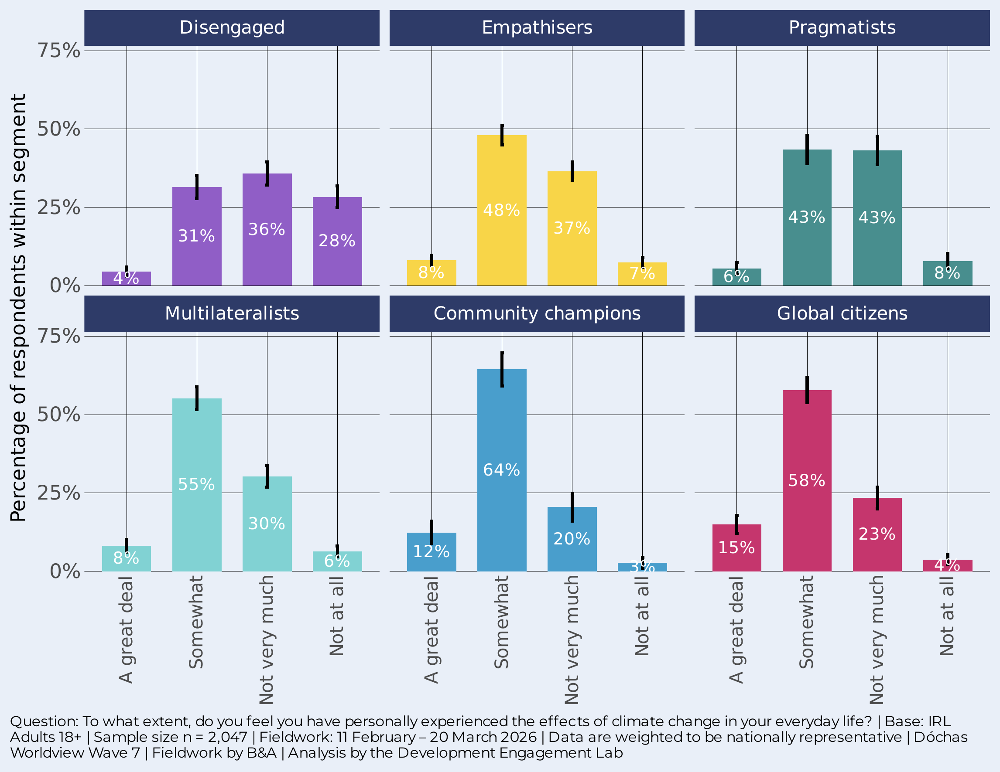 Disengaged
Empathisers
Pragmatists
Percentage of respondents within segment
75%
50%
25%
0%
4%
31%
36%
28%
8%
48%
37%
7%
6%
43%
43%
8%
Multilateralists
Community champions
Global citizens
75%
50%
25%
0%
8%
55%
30%
6%
12%
64%
20%
3%
15%
58%
23%
4%
A great deal
Somewhat
Not very much
Not at all
A great deal
Somewhat
Not very much
Not at all
A great deal
Somewhat
Not very much
Not at all
Question: To what extent, do you feel you have personally experienced the effects of climate change in your everyday life? | Base: IRL
Adults 18+ | Sample size n = 2,047 | Fieldwork: 11 February – 20 March 2026 | Data are weighted to be nationally representative | Dóchas
Worldview Wave 7 | Fieldwork by B&A | Analysis by the Development Engagement Lab